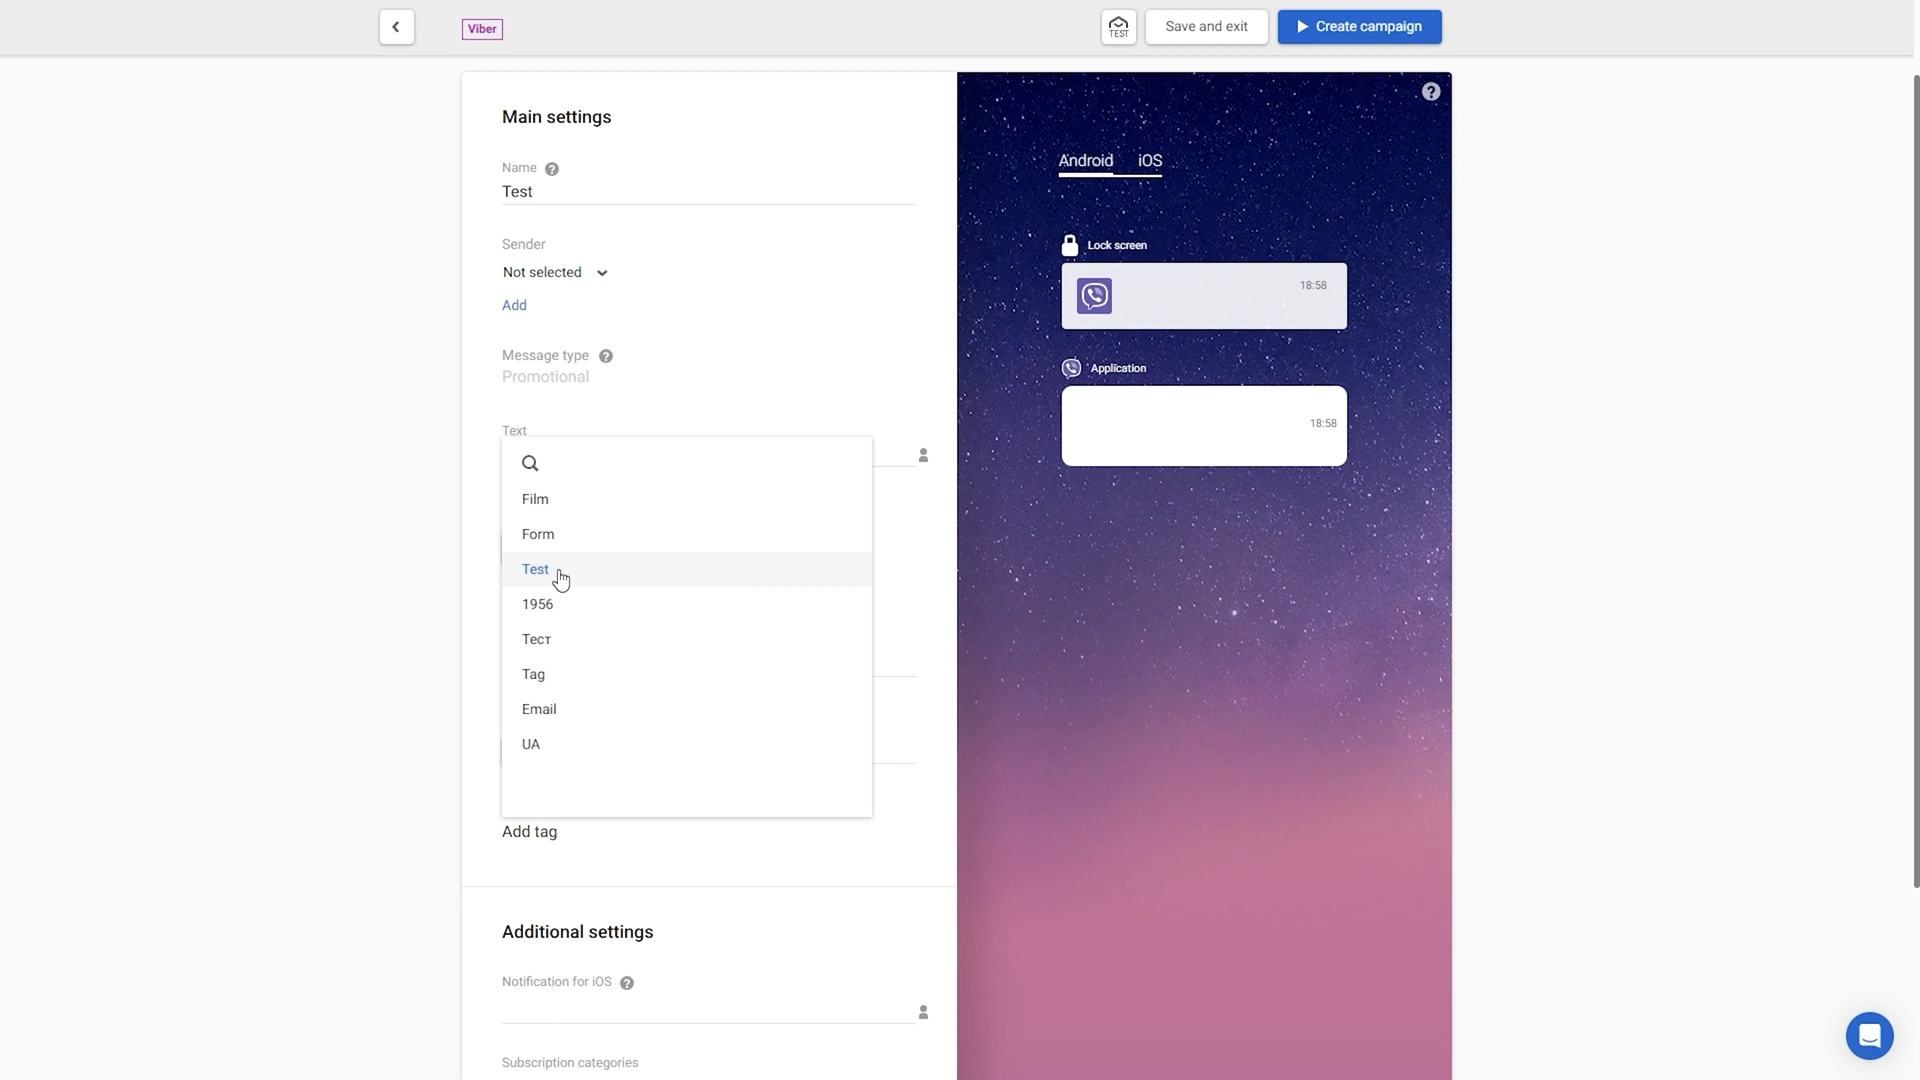 Viber
TEST
Save and exit
Create campaign
Main settings
Name
Test
Sender
Not selected
Add
Message type
Promotional
Text
Film
Form
Test
1956
Тест
Tag
Email
UA
Add tag
Additional settings
Notification for iOS
Subscription categories
Android iOS
Lock screen
18:58
Application
18:58